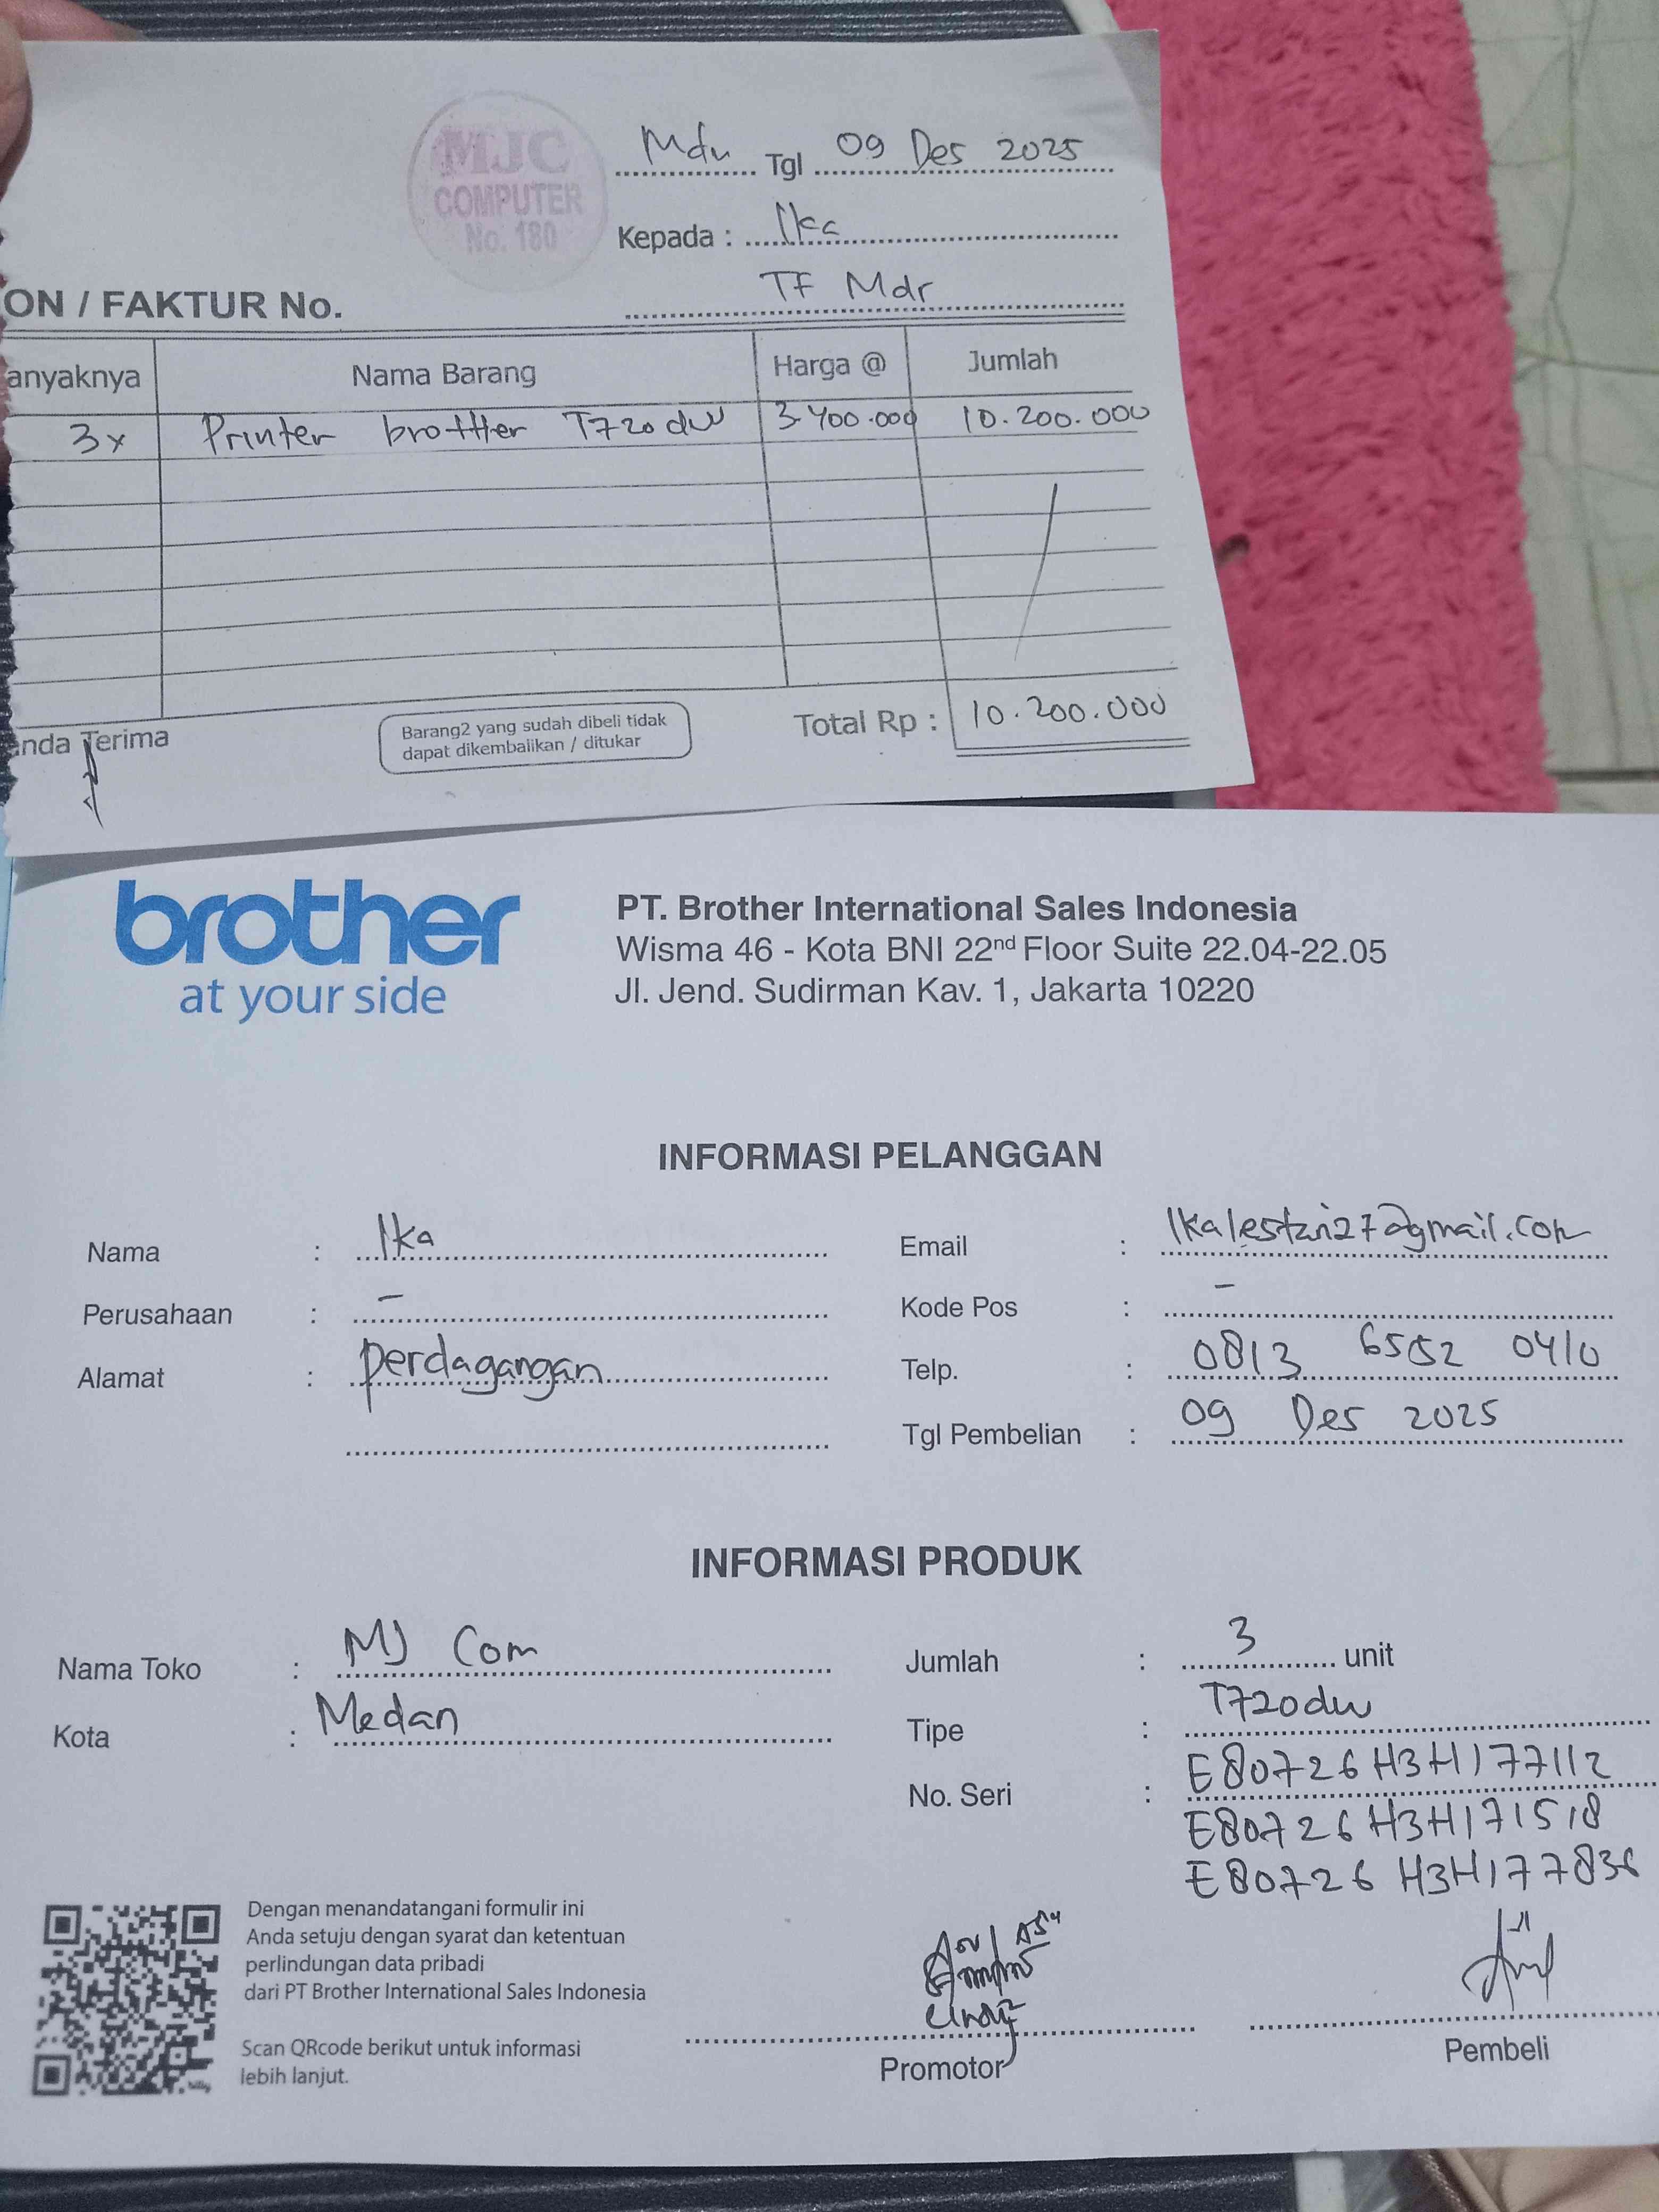 MJC
COMPUTER
No. 180
Mdn Tgl 09 Des 2025
Kepada : Ika
TF Mdr
ON / FAKTUR No.
anyaknya Nama Barang Harga @ Jumlah
3x Printer brotther T720dw 3.400.000 10.200.000
anda Terima
Barang2 yang sudah dibeli tidak
dapat dikembalikan / ditukar
Total Rp : 10.200.000
brother
at your side
PT. Brother International Sales Indonesia
Wisma 46 - Kota BNI 22nd Floor Suite 22.04-22.05
Jl. Jend. Sudirman Kav. 1, Jakarta 10220
INFORMASI PELANGGAN
Nama : Ika
Email : Ikalestari27@gmail.com
Perusahaan : -
Kode Pos : -
Alamat : perdagangan
Telp. : 0813 6552 0410
Tgl Pembelian : 09 Des 2025
INFORMASI PRODUK
Nama Toko : MJ Com
Jumlah : 3 unit
Kota : Medan
Tipe : T720dw
No. Seri : E80726H3H177112
E80726H3H171518
E80726H3H177836
Dengan menandatangani formulir ini
Anda setuju dengan syarat dan ketentuan
perlindungan data pribadi
dari PT Brother International Sales Indonesia
Scan QRcode berikut untuk informasi
lebih lanjut.
Promotor
Pembeli